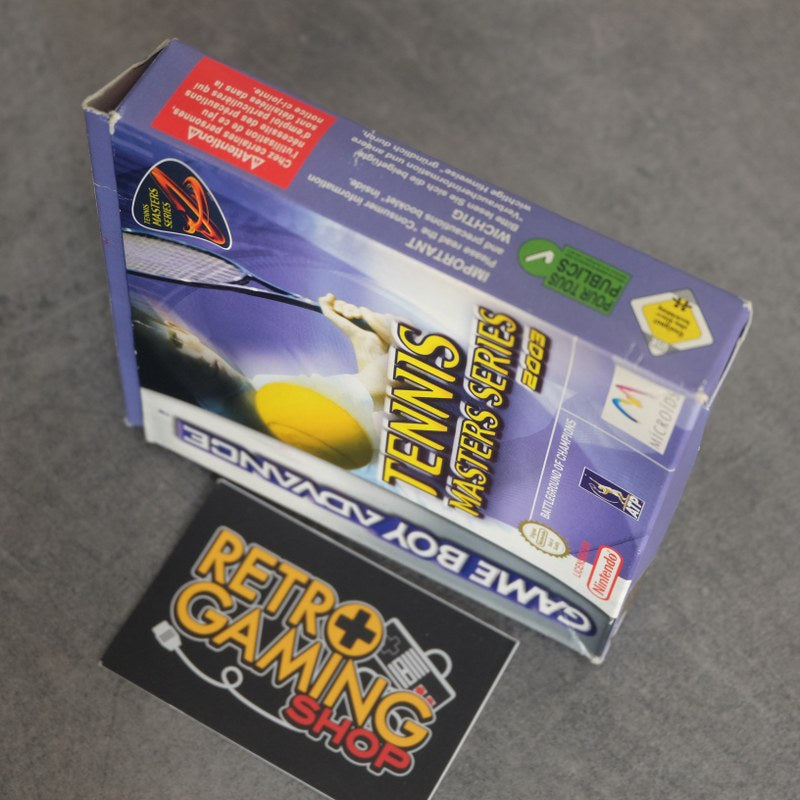 ⚠Attention⚠
Chez certaines personnes,
l'utilisation de ce jeu
nécessite des précautions
d'emploi particulières qui
sont détaillées dans la
notice ci-jointe.
IMPORTANT
Please read the "Consumer Information
and precautions booklet" inside.
WICHTIG
Bitte lesen Sie sich die beigefügte
"Verbraucherinformation und andere
wichtige Hinweise" gründlich durch.
POUR TOUS
PUBLICS
TENNIS
MASTERS
SERIES
TENNIS
MASTERS SERIES
2003
MICROIDS
BATTLEGROUND OF CHAMPIONS
ATP
Nintendo
GAME BOY ADVANCE
RETRO
GAMING
SHOP